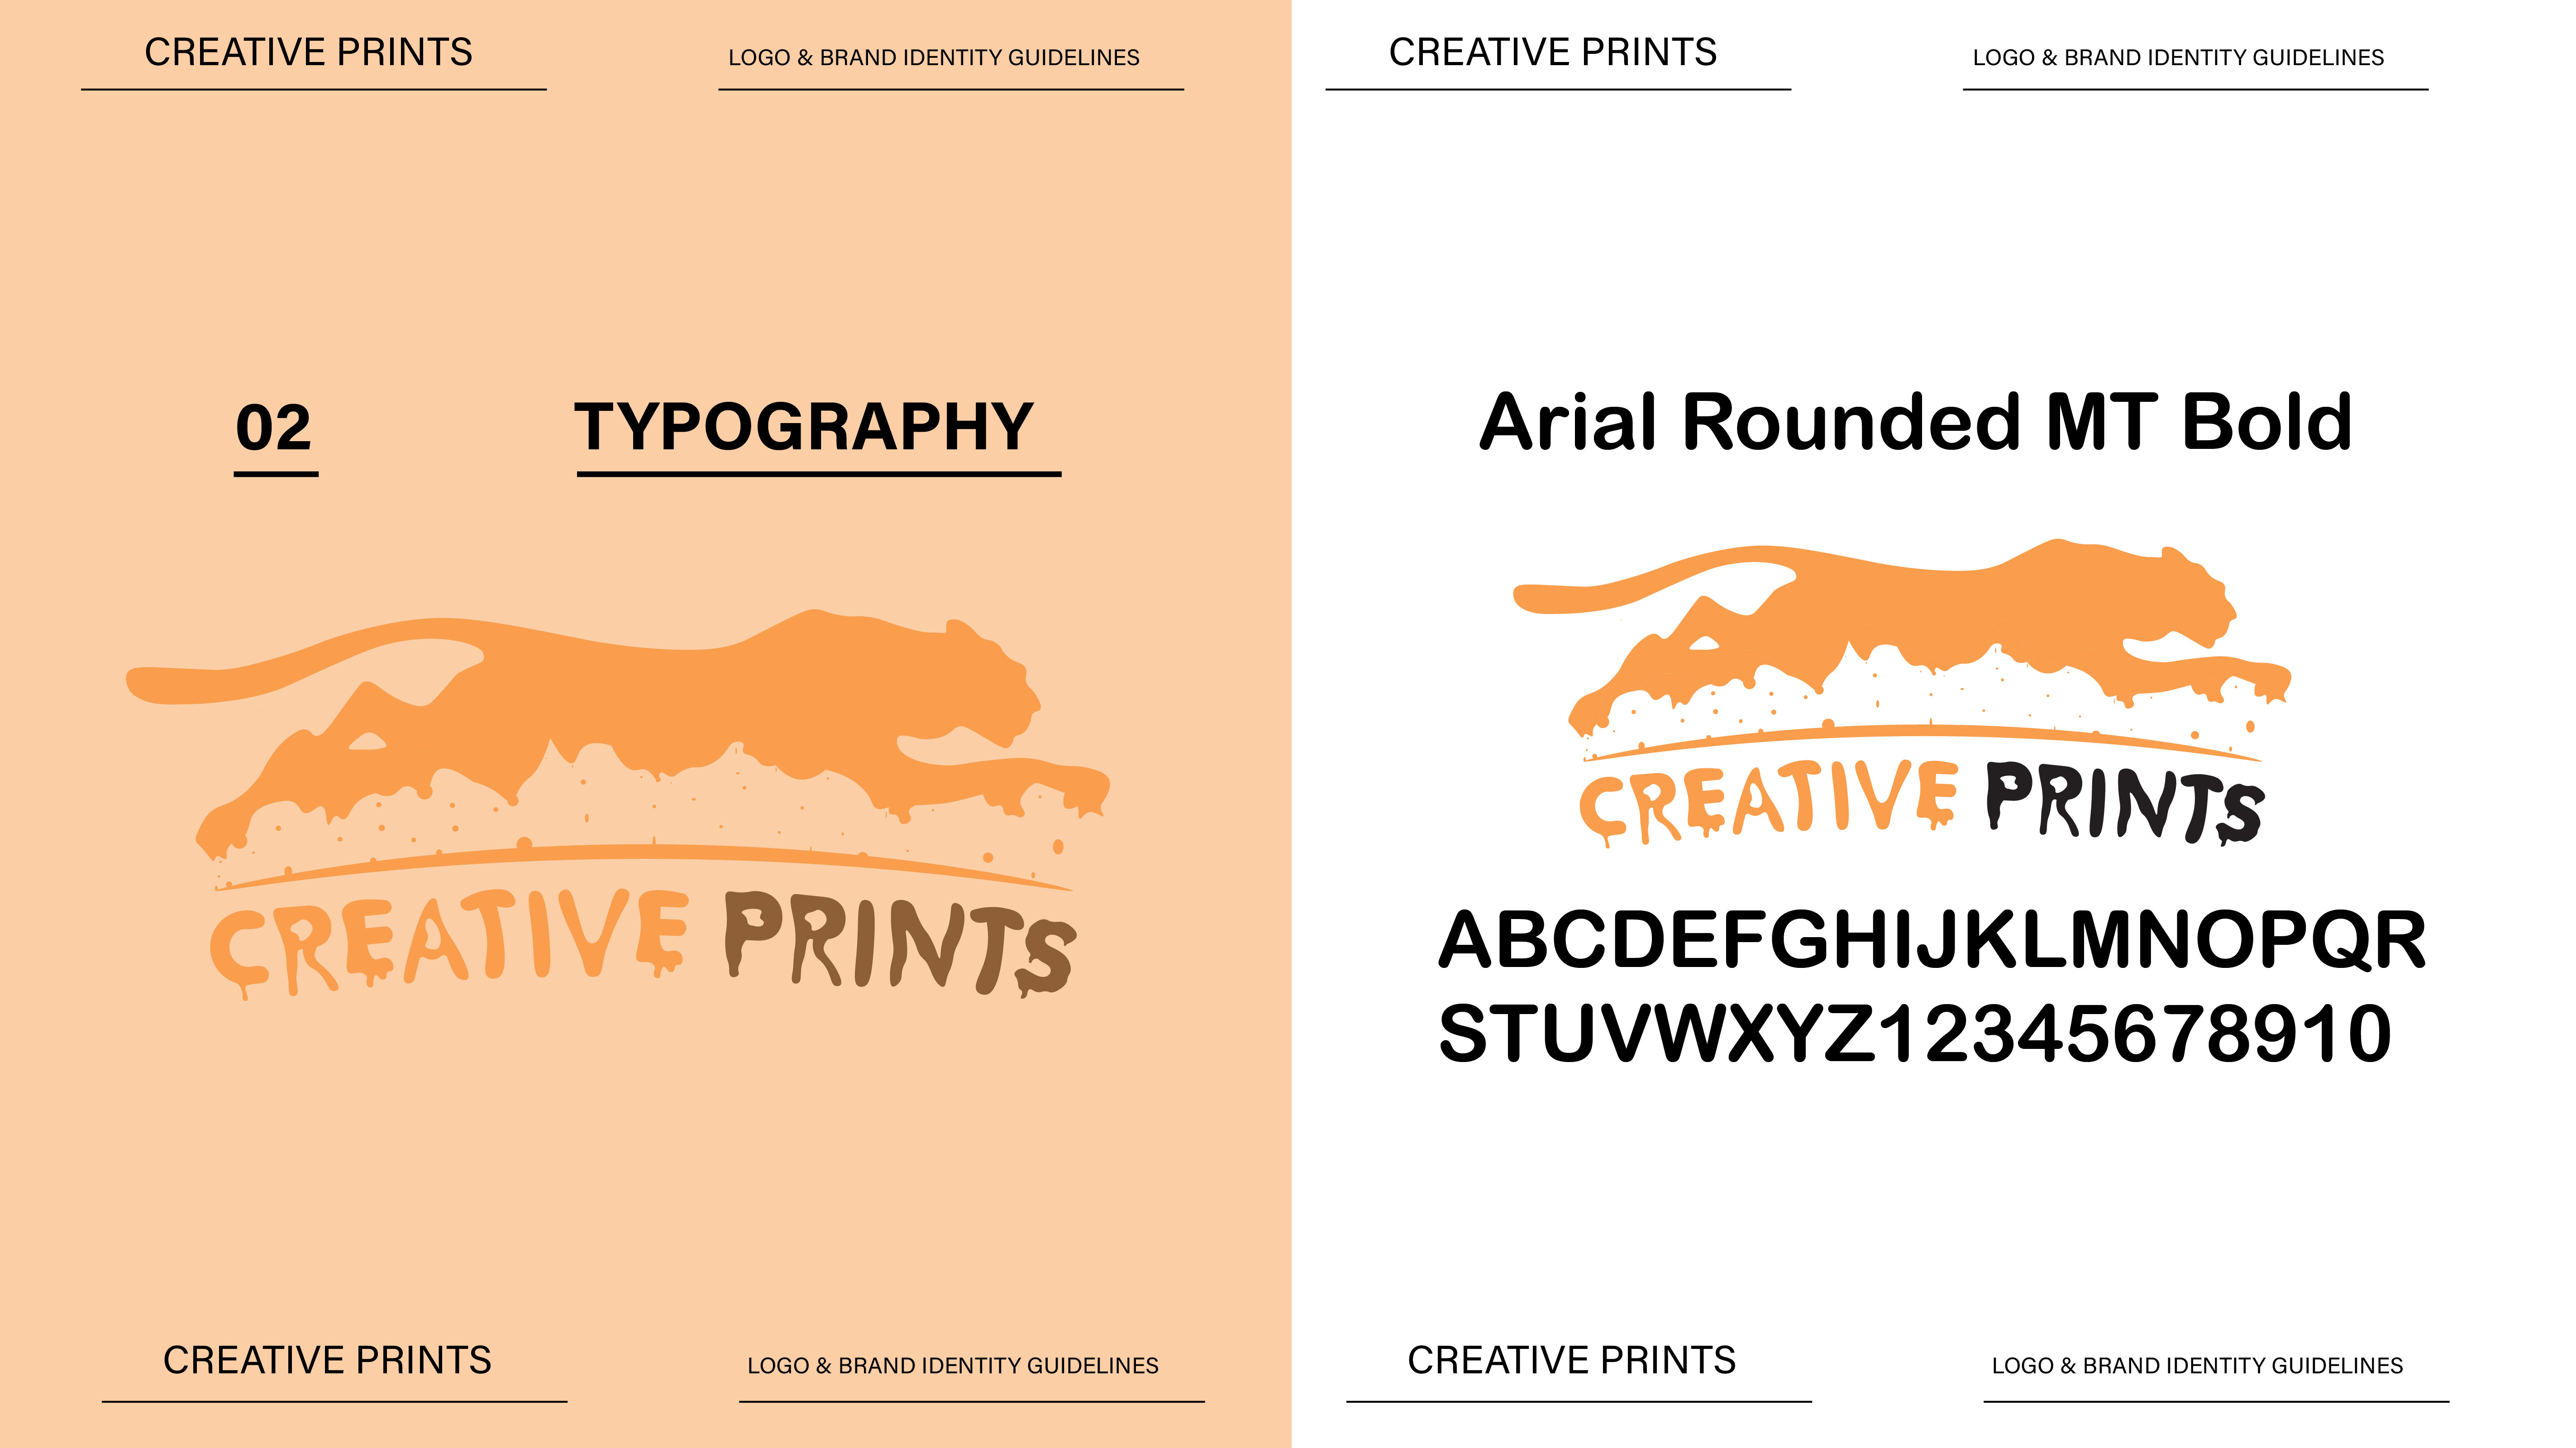 CREATIVE PRINTS
LOGO & BRAND IDENTITY GUIDELINES
02
TYPOGRAPHY
CREATIVE PRINTS
CREATIVE PRINTS
LOGO & BRAND IDENTITY GUIDELINES
CREATIVE PRINTS
LOGO & BRAND IDENTITY GUIDELINES
Arial Rounded MT Bold
CREATIVE PRINTS
ABCDEFGHIJKLMNOPQR
STUVWXYZ12345678910
CREATIVE PRINTS
LOGO & BRAND IDENTITY GUIDELINES